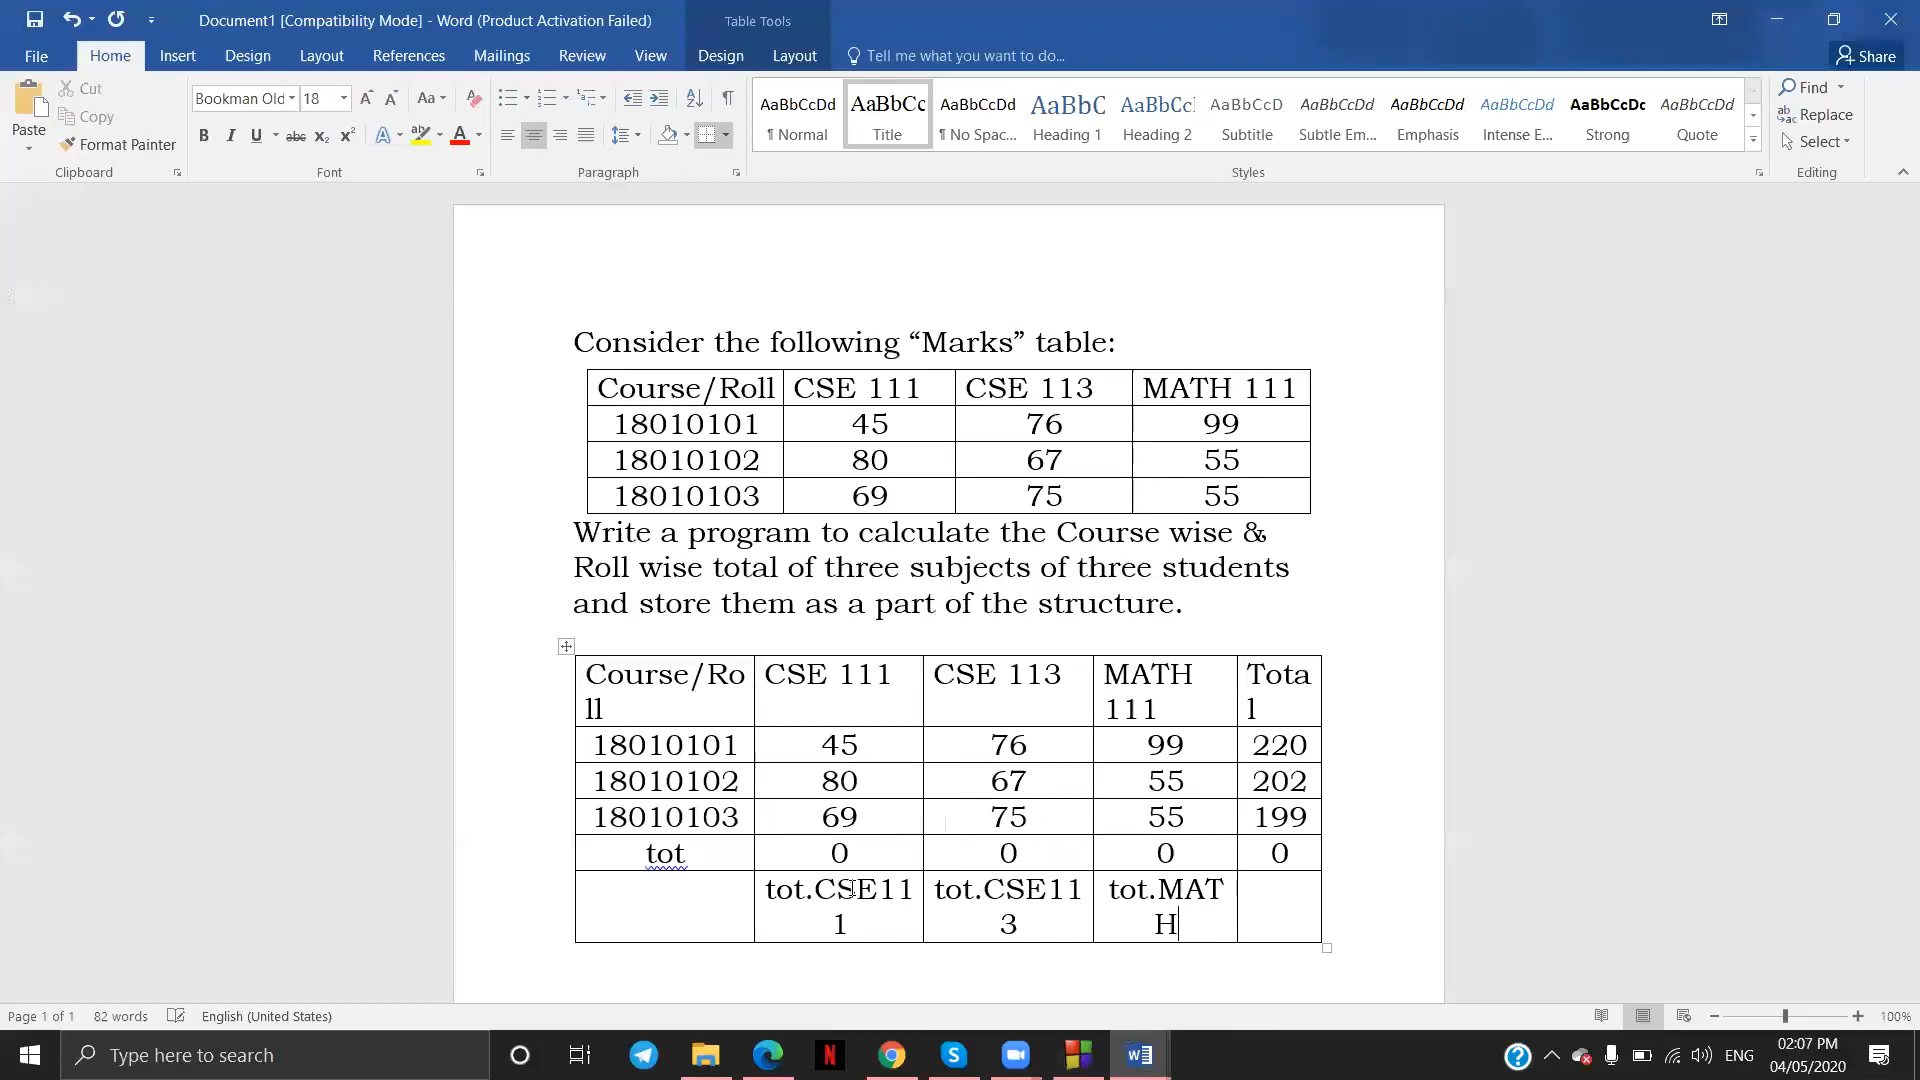 Document1 [Compatibility Mode] - Word (Product Activation Failed)
Table Tools
File Home Insert Design Layout References Mailings Review View Design Layout Tell me what you want to do... Share
Cut
Copy
Format Painter
Paste
Clipboard
Bookman Old 18
Aa
B I U abc X₂ X² A A
Font
Paragraph
AaBbCcDd AaBbCc AaBbCcDd AaBbC AaBbCc AaBbCcD AaBbCcDd AaBbCcDd AaBbCcDd AaBbCcDc AaBbCcDd
¶ Normal Title ¶ No Spac... Heading 1 Heading 2 Subtitle Subtle Em... Emphasis Intense E... Strong Quote
Styles
Find
Replace
Select
Editing
Consider the following “Marks” table:
Course/Roll CSE 111 CSE 113 MATH 111
18010101 45 76 99
18010102 80 67 55
18010103 69 75 55
Write a program to calculate the Course wise &
Roll wise total of three subjects of three students
and store them as a part of the structure.
Course/Ro CSE 111 CSE 113 MATH Tota
ll 111 l
18010101 45 76 99 220
18010102 80 67 55 202
18010103 69 75 55 199
tot 0 0 0 0
tot.CSE11 tot.CSE11 tot.MAT
1 3 H
Page 1 of 1 82 words English (United States) 100%
Type here to search
ENG
02:07 PM
04/05/2020